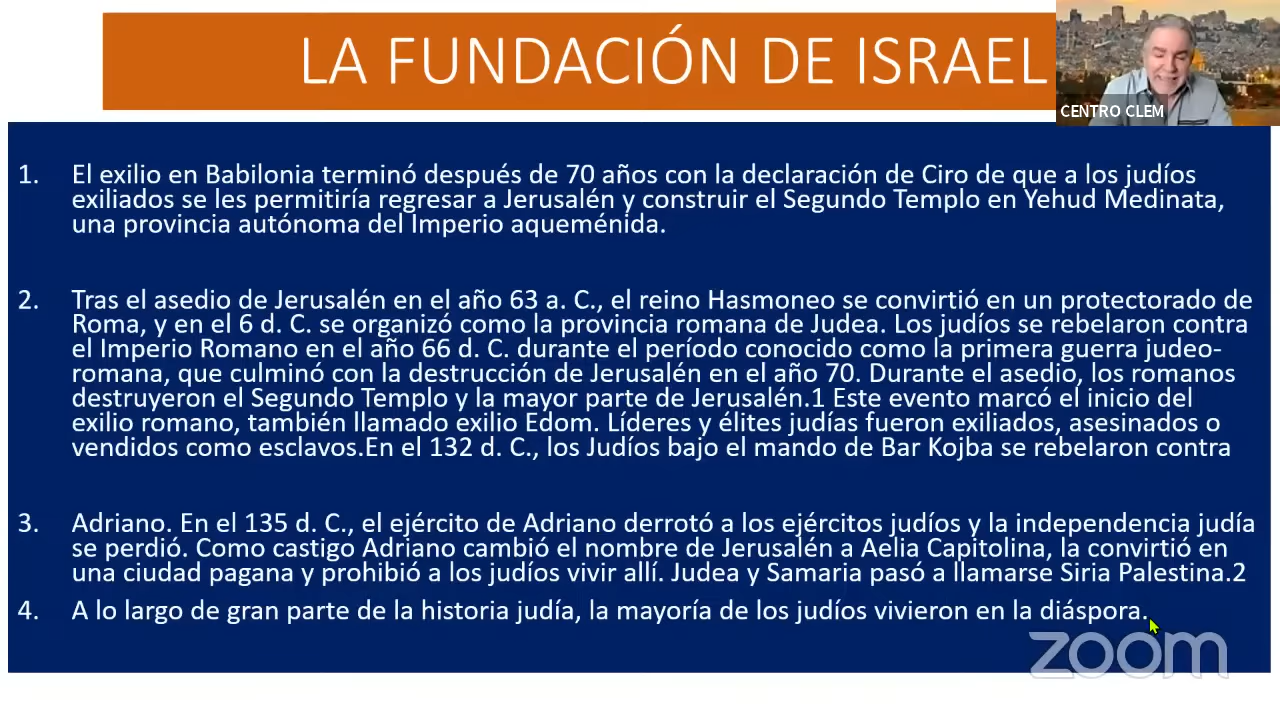 LA FUNDACIÓN DE ISRAEL
CENTRO CLEM
1. El exilio en Babilonia terminó después de 70 años con la declaración de Ciro de que a los judíos
exiliados se les permitiría regresar a Jerusalén y construir el Segundo Templo en Yehud Medinata,
una provincia autónoma del Imperio aqueménida.
2. Tras el asedio de Jerusalén en el año 63 a. C., el reino Hasmoneo se convirtió en un protectorado de
Roma, y en el 6 d. C. se organizó como la provincia romana de Judea. Los judíos se rebelaron contra
el Imperio Romano en el año 66 d. C. durante el período conocido como la primera guerra judeo-
romana, que culminó con la destrucción de Jerusalén en el año 70. Durante el asedio, los romanos
destruyeron el Segundo Templo y la mayor parte de Jerusalén.1 Este evento marcó el inicio del
exilio romano, también llamado exilio Edom. Líderes y élites judías fueron exiliados, asesinados o
vendidos como esclavos.En el 132 d. C., los Judíos bajo el mando de Bar Kojba se rebelaron contra
3. Adriano. En el 135 d. C., el ejército de Adriano derrotó a los ejércitos judíos y la independencia judía
se perdió. Como castigo Adriano cambió el nombre de Jerusalén a Aelia Capitolina, la convirtió en
una ciudad pagana y prohibió a los judíos vivir allí. Judea y Samaria pasó a llamarse Siria Palestina.2
4. A lo largo de gran parte de la historia judía, la mayoría de los judíos vivieron en la diáspora.
zoom